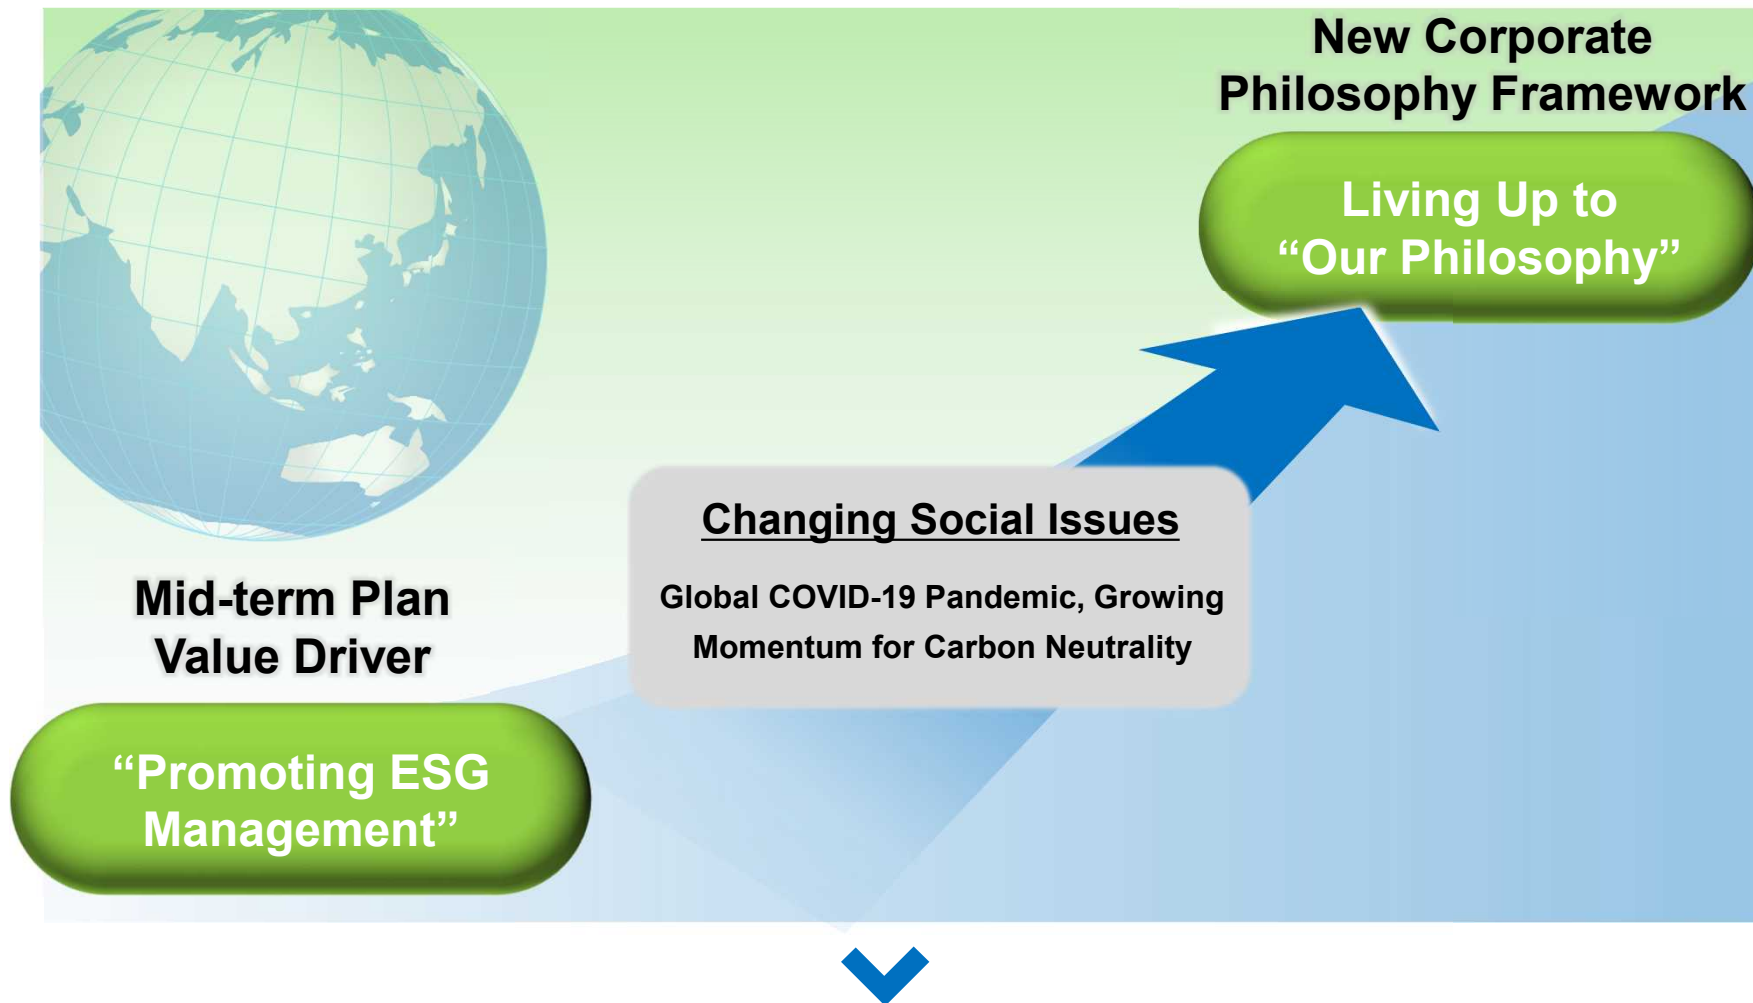 New Corporate
Philosophy Framework
Living Up to
“Our Philosophy”
Changing Social Issues
Global COVID-19 Pandemic, Growing
Momentum for Carbon Neutrality
Mid-term Plan
Value Driver
“Promoting ESG
Management”